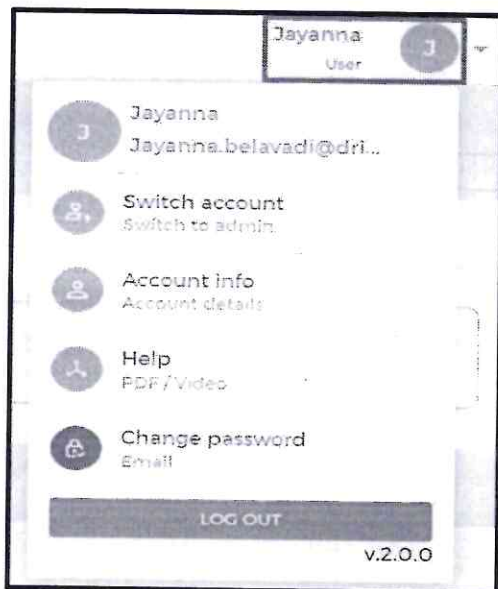 Jayanna
User
J
J
Jayanna
Jayanna.belavadi@dri...
Switch account
Switch to admin
Account info
Account details
Help
PDF / Video
Change password
Email
LOG OUT
v.2.0.0